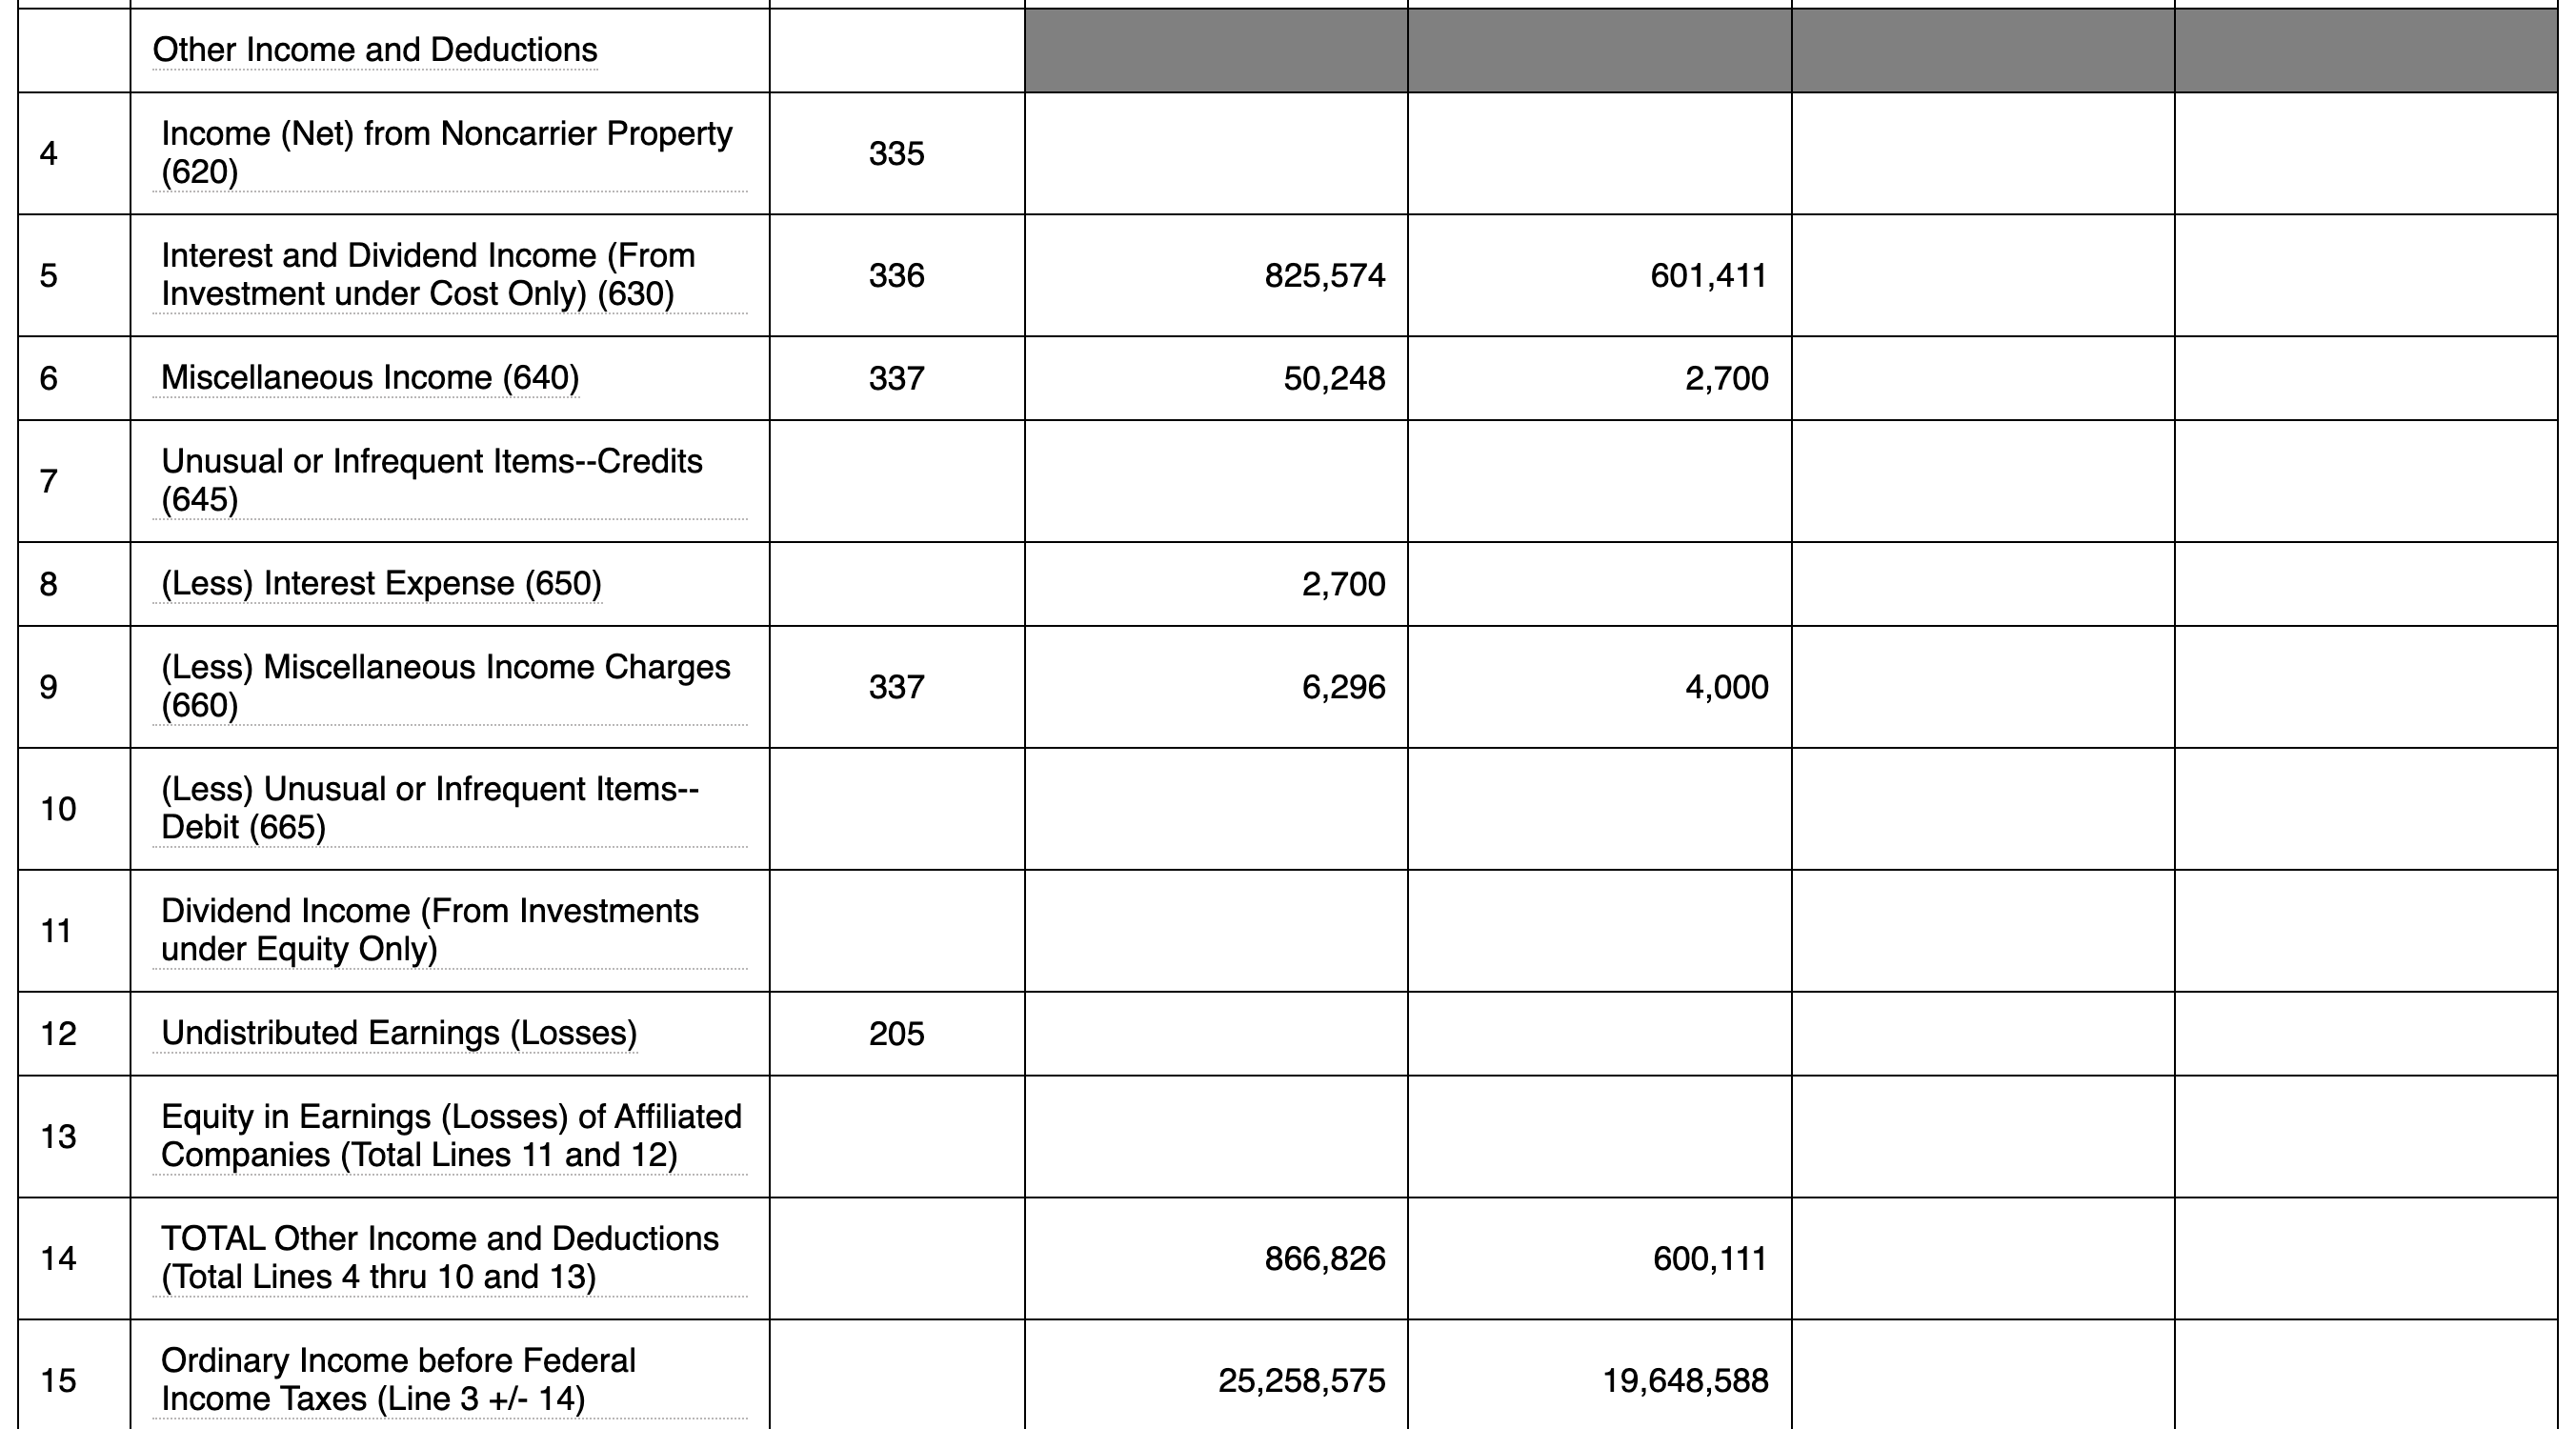 Other Income and Deductions
4 Income (Net) from Noncarrier Property (620) 335
5 Interest and Dividend Income (From Investment under Cost Only) (630) 336 825,574 601,411
6 Miscellaneous Income (640) 337 50,248 2,700
7 Unusual or Infrequent Items--Credits (645)
8 (Less) Interest Expense (650) 2,700
9 (Less) Miscellaneous Income Charges (660) 337 6,296 4,000
10 (Less) Unusual or Infrequent Items--Debit (665)
11 Dividend Income (From Investments under Equity Only)
12 Undistributed Earnings (Losses) 205
13 Equity in Earnings (Losses) of Affiliated Companies (Total Lines 11 and 12)
14 TOTAL Other Income and Deductions (Total Lines 4 thru 10 and 13) 866,826 600,111
15 Ordinary Income before Federal Income Taxes (Line 3 +/- 14) 25,258,575 19,648,588